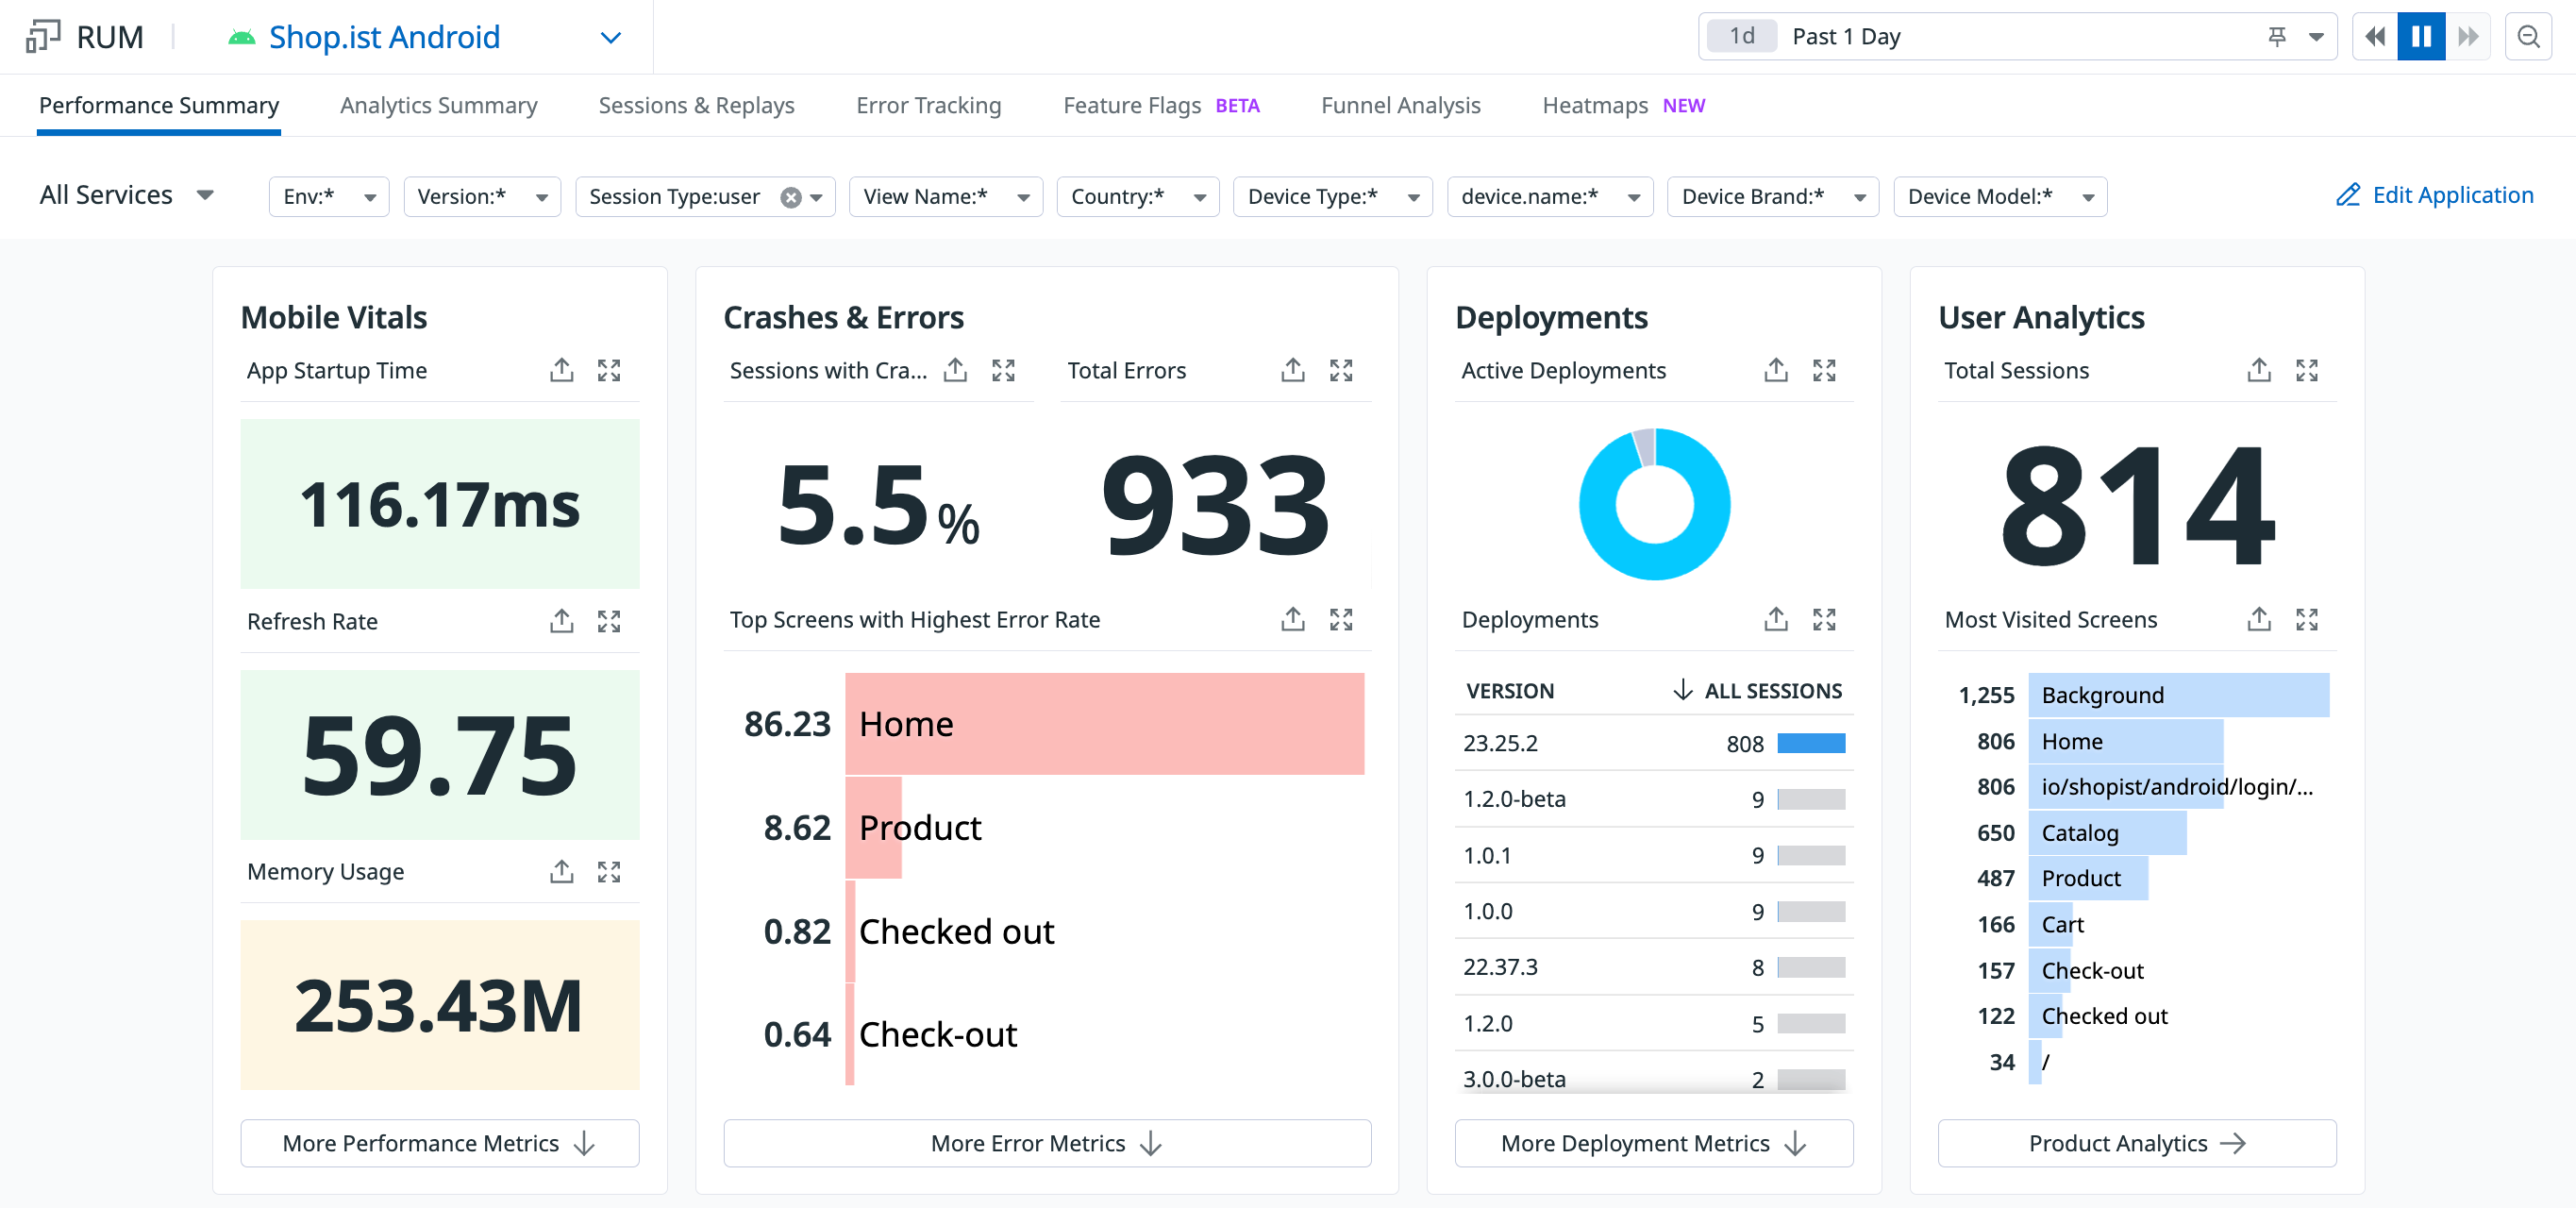 RUM
Shop.ist Android
1d Past 1 Day
Performance Summary
Analytics Summary
Sessions & Replays
Error Tracking
Feature Flags BETA
Funnel Analysis
Heatmaps NEW
All Services
Env:*
Version:*
Session Type:user
View Name:*
Country:*
Device Type:*
device.name:*
Device Brand:*
Device Model:*
Edit Application
Mobile Vitals
App Startup Time
116.17ms
Refresh Rate
59.75
Memory Usage
253.43M
More Performance Metrics
Crashes & Errors
Sessions with Cra...
5.5%
Total Errors
933
Top Screens with Highest Error Rate
86.23 Home
8.62 Product
0.82 Checked out
0.64 Check-out
More Error Metrics
Deployments
Active Deployments
Deployments
VERSION ALL SESSIONS
23.25.2 808
1.2.0-beta 9
1.0.1 9
1.0.0 9
22.37.3 8
1.2.0 5
3.0.0-beta 2
More Deployment Metrics
User Analytics
Total Sessions
814
Most Visited Screens
1,255 Background
806 Home
806 io/shopist/android/login/...
650 Catalog
487 Product
166 Cart
157 Check-out
122 Checked out
34 /
Product Analytics